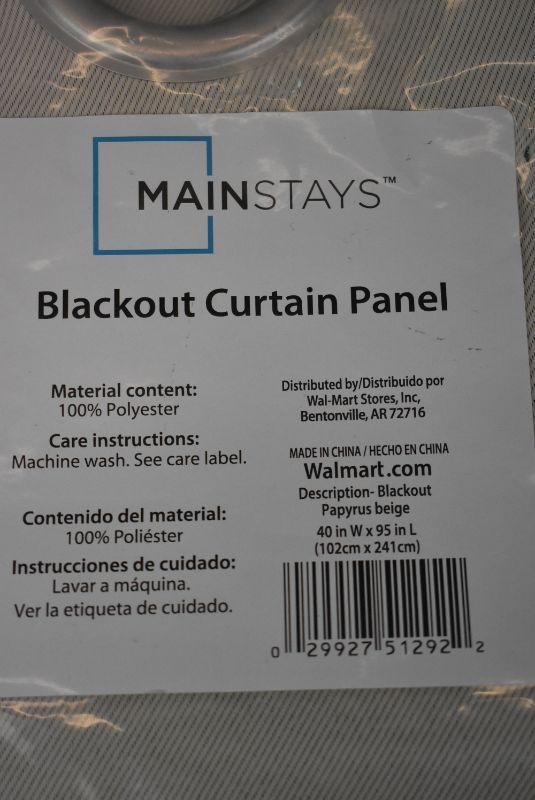 MAINSTAYS™
Blackout Curtain Panel
Material content:
100% Polyester
Care instructions:
Machine wash. See care label.
Contenido del material:
100% Poliéster
Instrucciones de cuidado:
Lavar a máquina.
Ver la etiqueta de cuidado.
Distributed by/Distribuido por
Wal-Mart Stores, Inc,
Bentonville, AR 72716
MADE IN CHINA / HECHO EN CHINA
Walmart.com
Description- Blackout
Papyrus beige
40 in W x 95 in L
(102cm x 241cm)
0 29927 51292 2